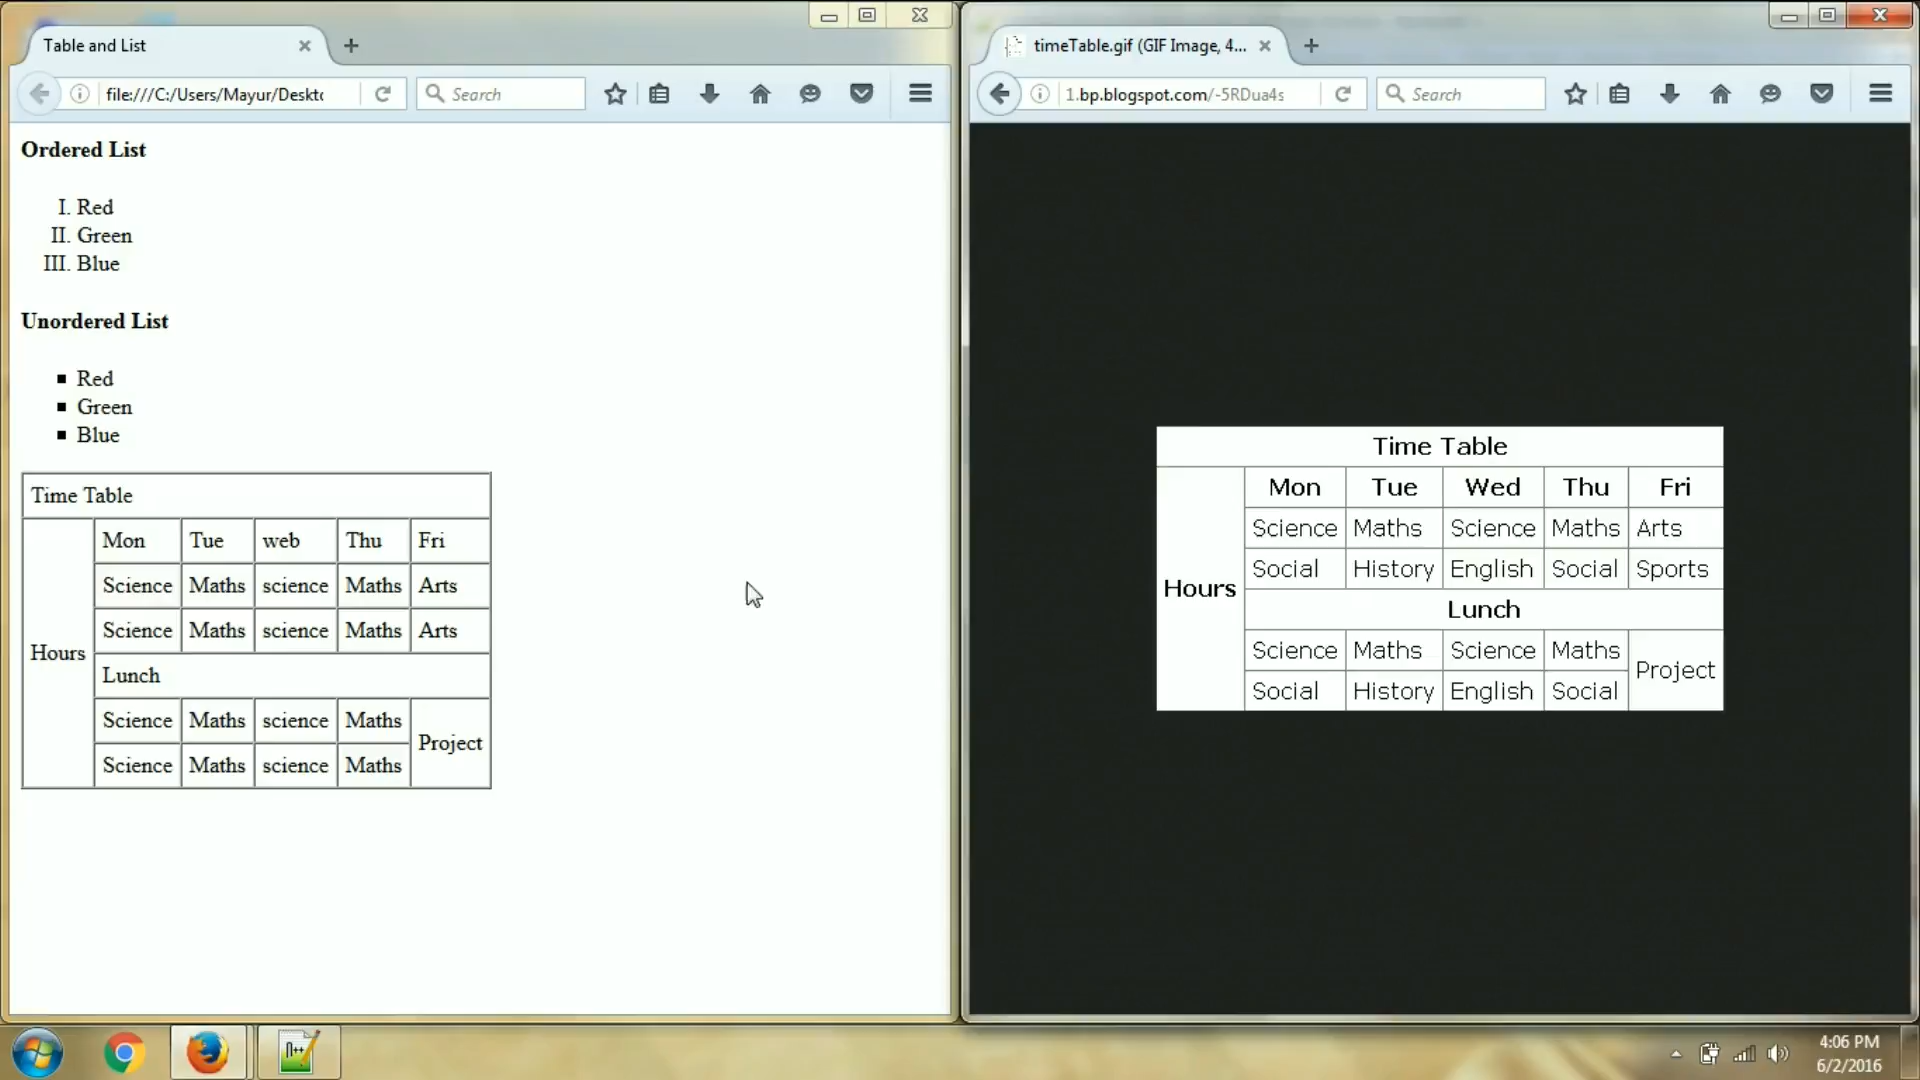 Table and List
file:///C:/Users/Mayur/Deskto
Search
Ordered List
I. Red
II. Green
III. Blue
Unordered List
Red
Green
Blue
Time Table
Hours
Mon Tue web Thu Fri
Science Maths science Maths Arts
Science Maths science Maths Arts
Lunch
Science Maths science Maths Project
Science Maths science Maths
timeTable.gif (GIF Image, 4...
1.bp.blogspot.com/-5RDua4s
Search
Time Table
Hours
Mon Tue Wed Thu Fri
Science Maths Science Maths Arts
Social History English Social Sports
Lunch
Science Maths Science Maths Project
Social History English Social
4:06 PM
6/2/2016